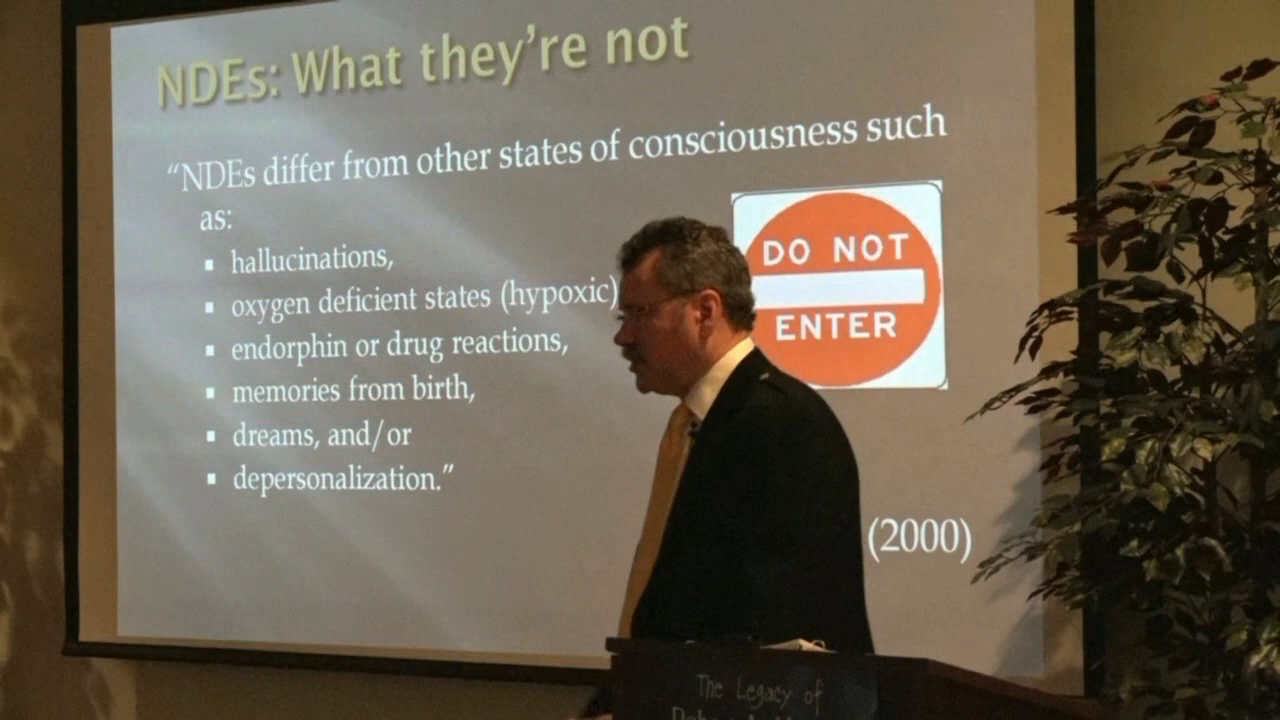 NDEs: What they're not
“NDEs differ from other states of consciousness such
as:
▪ hallucinations,
▪ oxygen deficient states (hypoxic)
▪ endorphin or drug reactions,
▪ memories from birth,
▪ dreams, and/or
▪ depersonalization.”
DO NOT
ENTER
(2000)
The Legacy of